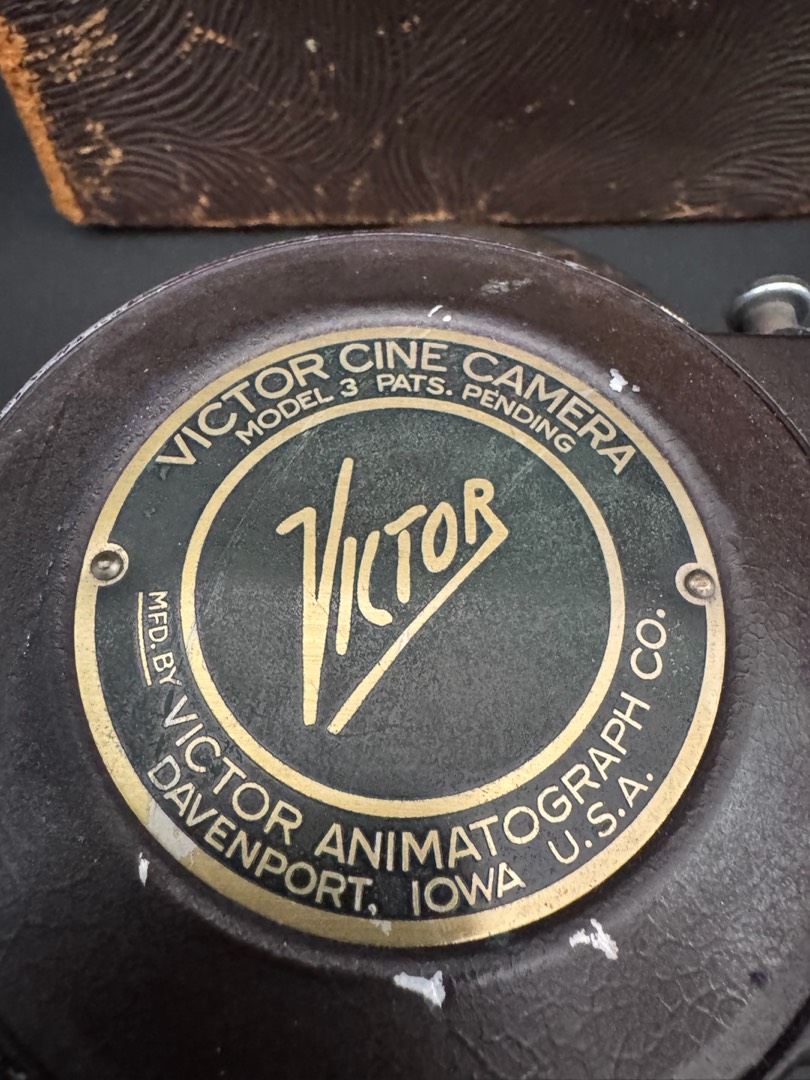 VICTOR CINE CAMERA
MODEL 3 PATS. PENDING
VICTOR
MFD. BY VICTOR ANIMATOGRAPH CO.
DAVENPORT, IOWA U.S.A.